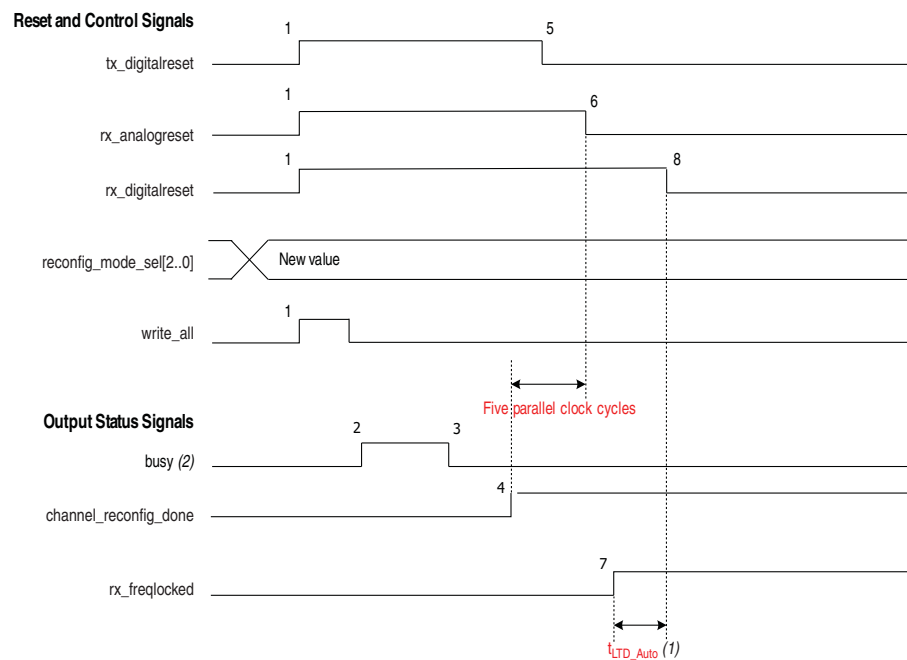 Reset and Control Signals
1 5
tx_digitalreset
1 6
rx_analogreset
1 8
rx_digitalreset
reconfig_mode_sel[2..0] New value
1
write_all
Five parallel clock cycles
Output Status Signals
2 3
busy (2)
4
channel_reconfig_done
7
rx_freqlocked
tLTD_Auto (1)